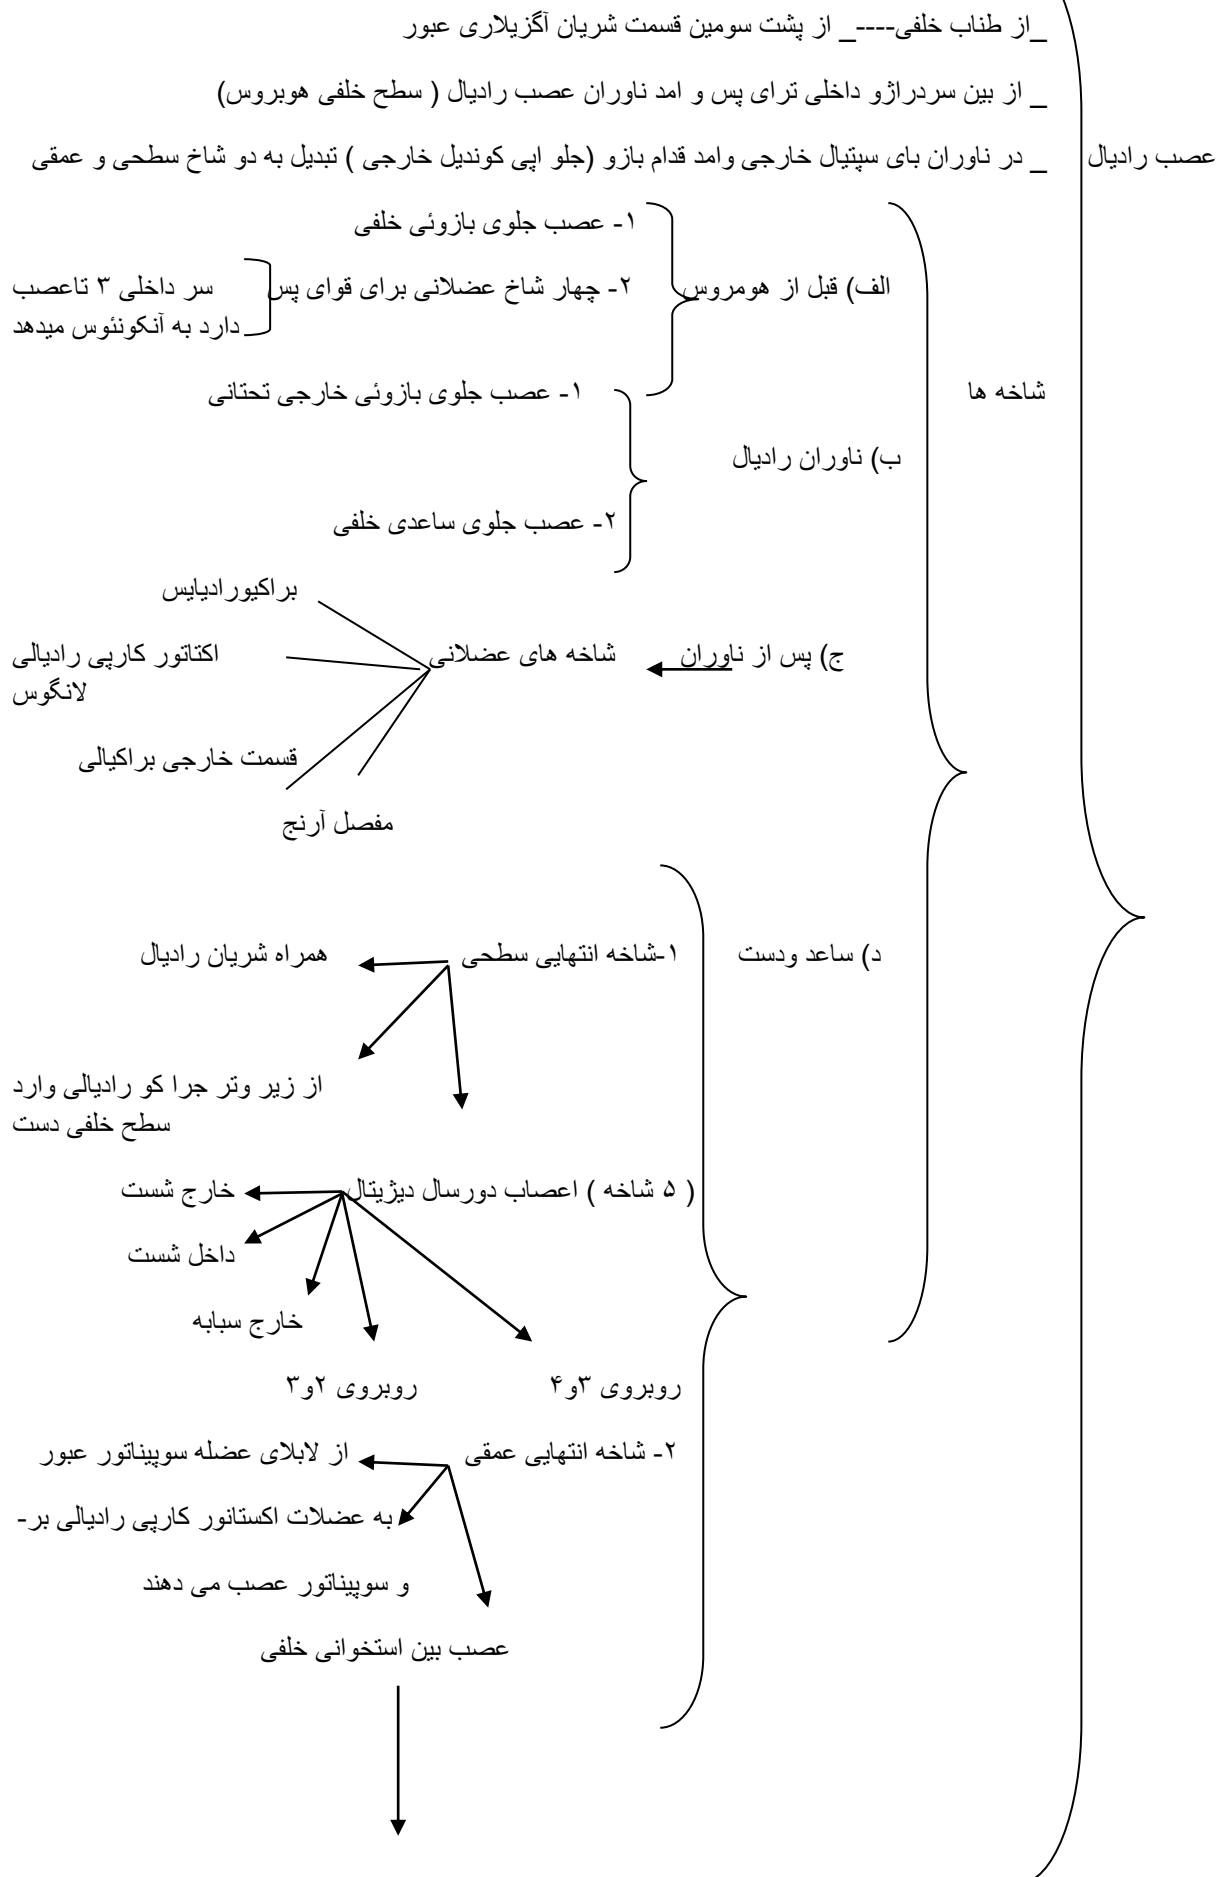 _از طناب خلفی----_ از پشت سومین قسمت شریان آگزیلاری عبور
_ از بین سردراژو داخلی ترای پس و امد ناوران عصب رادیال ( سطح خلفی هوبروس)
عصب رادیال
_ در ناوران بای سپتیال خارجی وامد قدام بازو (جلو اپی کوندیل خارجی ) تبدیل به دو شاخ سطحی و عمقی
۱- عصب جلوی بازوئی خلفی
الف) قبل از هومروس
۲- چهار شاخ عضلانی برای قوای پس
سر داخلی ۳ تاعصب
دارد به آنکونئوس میدهد
شاخه ها
۱- عصب جلوی بازوئی خارجی تحتانی
ب) ناوران رادیال
۲- عصب جلوی ساعدی خلفی
براکیورادیایس
ج) پس از ناوران
شاخه های عضلانی
اکتاتور کارپی رادیالی
لانگوس
قسمت خارجی براکیالی
مفصل آرنج
د) ساعد ودست
۱-شاخه انتهایی سطحی
همراه شریان رادیال
از زیر وتر جرا کو رادیالی وارد
سطح خلفی دست
( ۵ شاخه ) اعصاب دورسال دیژیتال
خارج شست
داخل شست
خارج سبابه
روبروی ۳و۴
روبروی ۲و۳
۲- شاخه انتهایی عمقی
از لابلای عضله سوپیناتور عبور
به عضلات اکستانور کارپی رادیالی بر-
و سوپیناتور عصب می دهند
عصب بین استخوانی خلفی